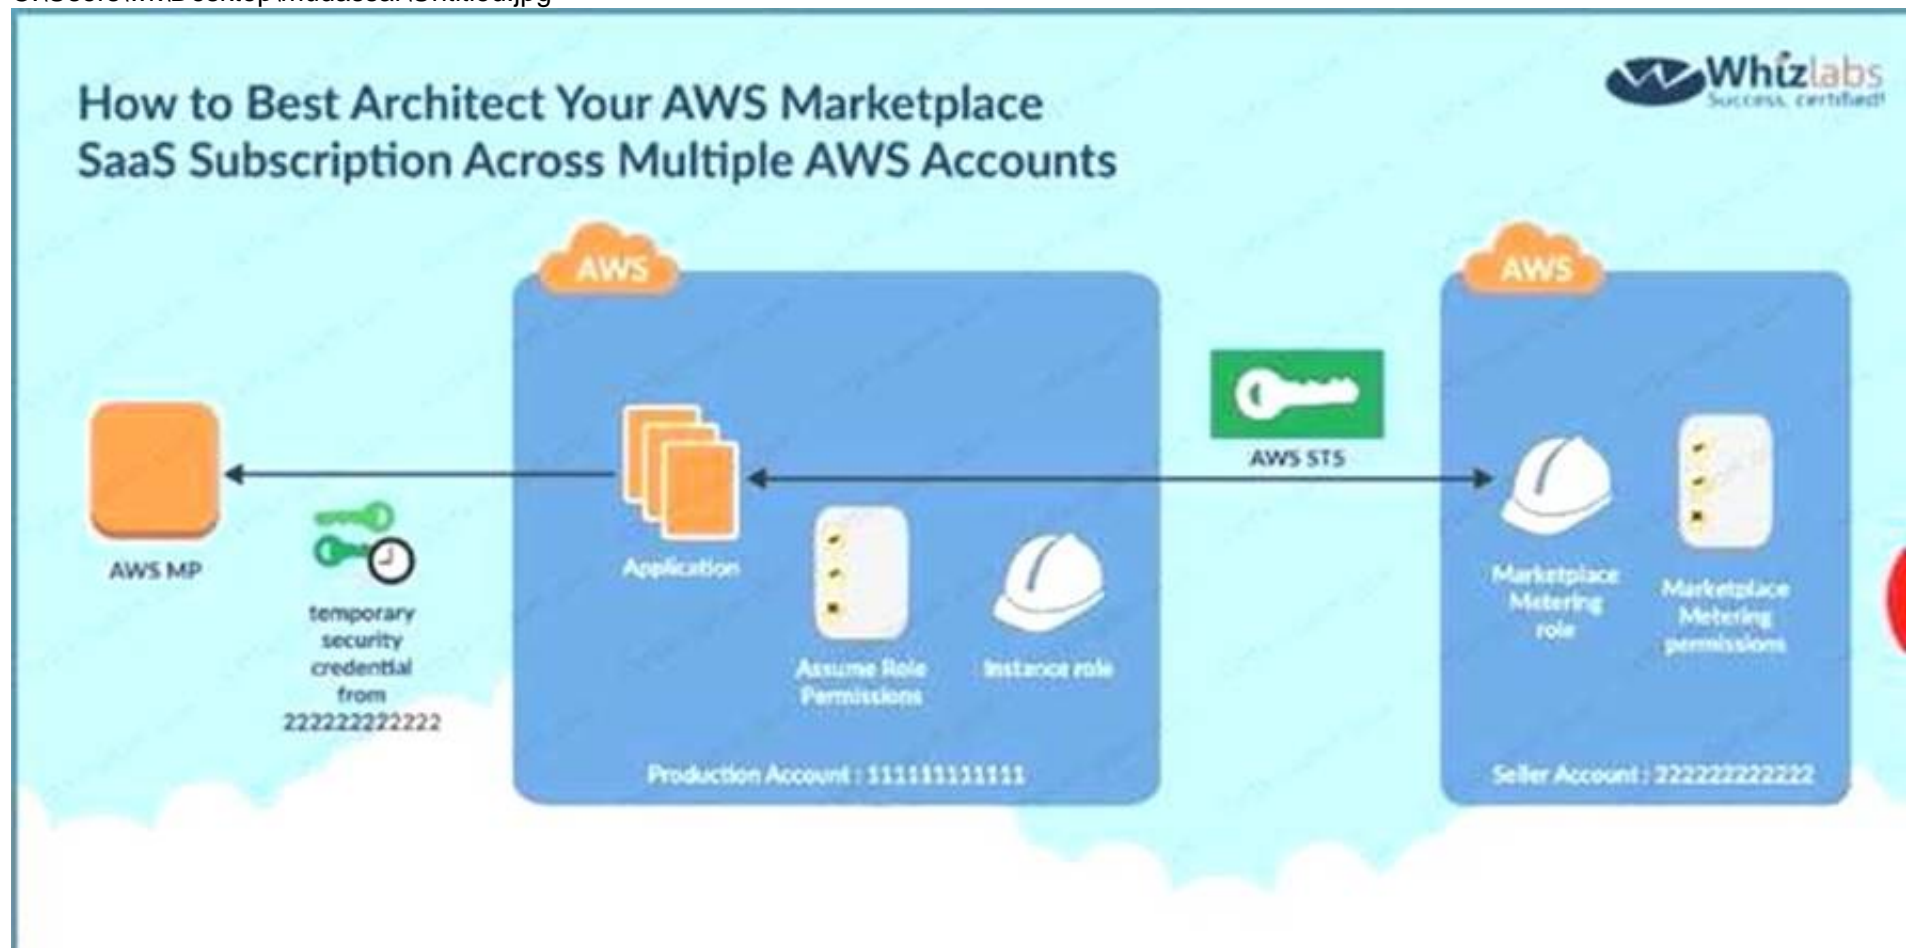 How to Best Architect Your AWS Marketplace
SaaS Subscription Across Multiple AWS Accounts
Whizlabs
Success, certified!
AWS
AWS
AWS STS
AWS MP
temporary
security
credential
from
222222222222
Application
Assume Role
Permissions
Instance role
Production Account : 111111111111
Marketplace
Metering
role
Marketplace
Metering
permissions
Seller Account : 222222222222